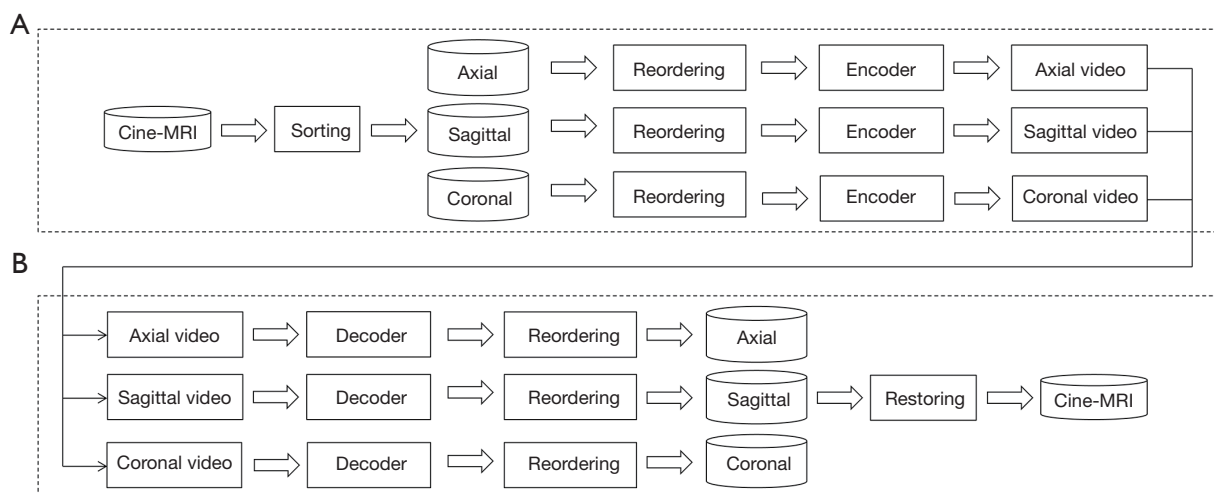 A
Axial Reordering Encoder Axial video
Cine-MRI Sorting Sagittal Reordering Encoder Sagittal video
Coronal Reordering Encoder Coronal video
B
Axial video Decoder Reordering Axial
Sagittal video Decoder Reordering Sagittal Restoring Cine-MRI
Coronal video Decoder Reordering Coronal